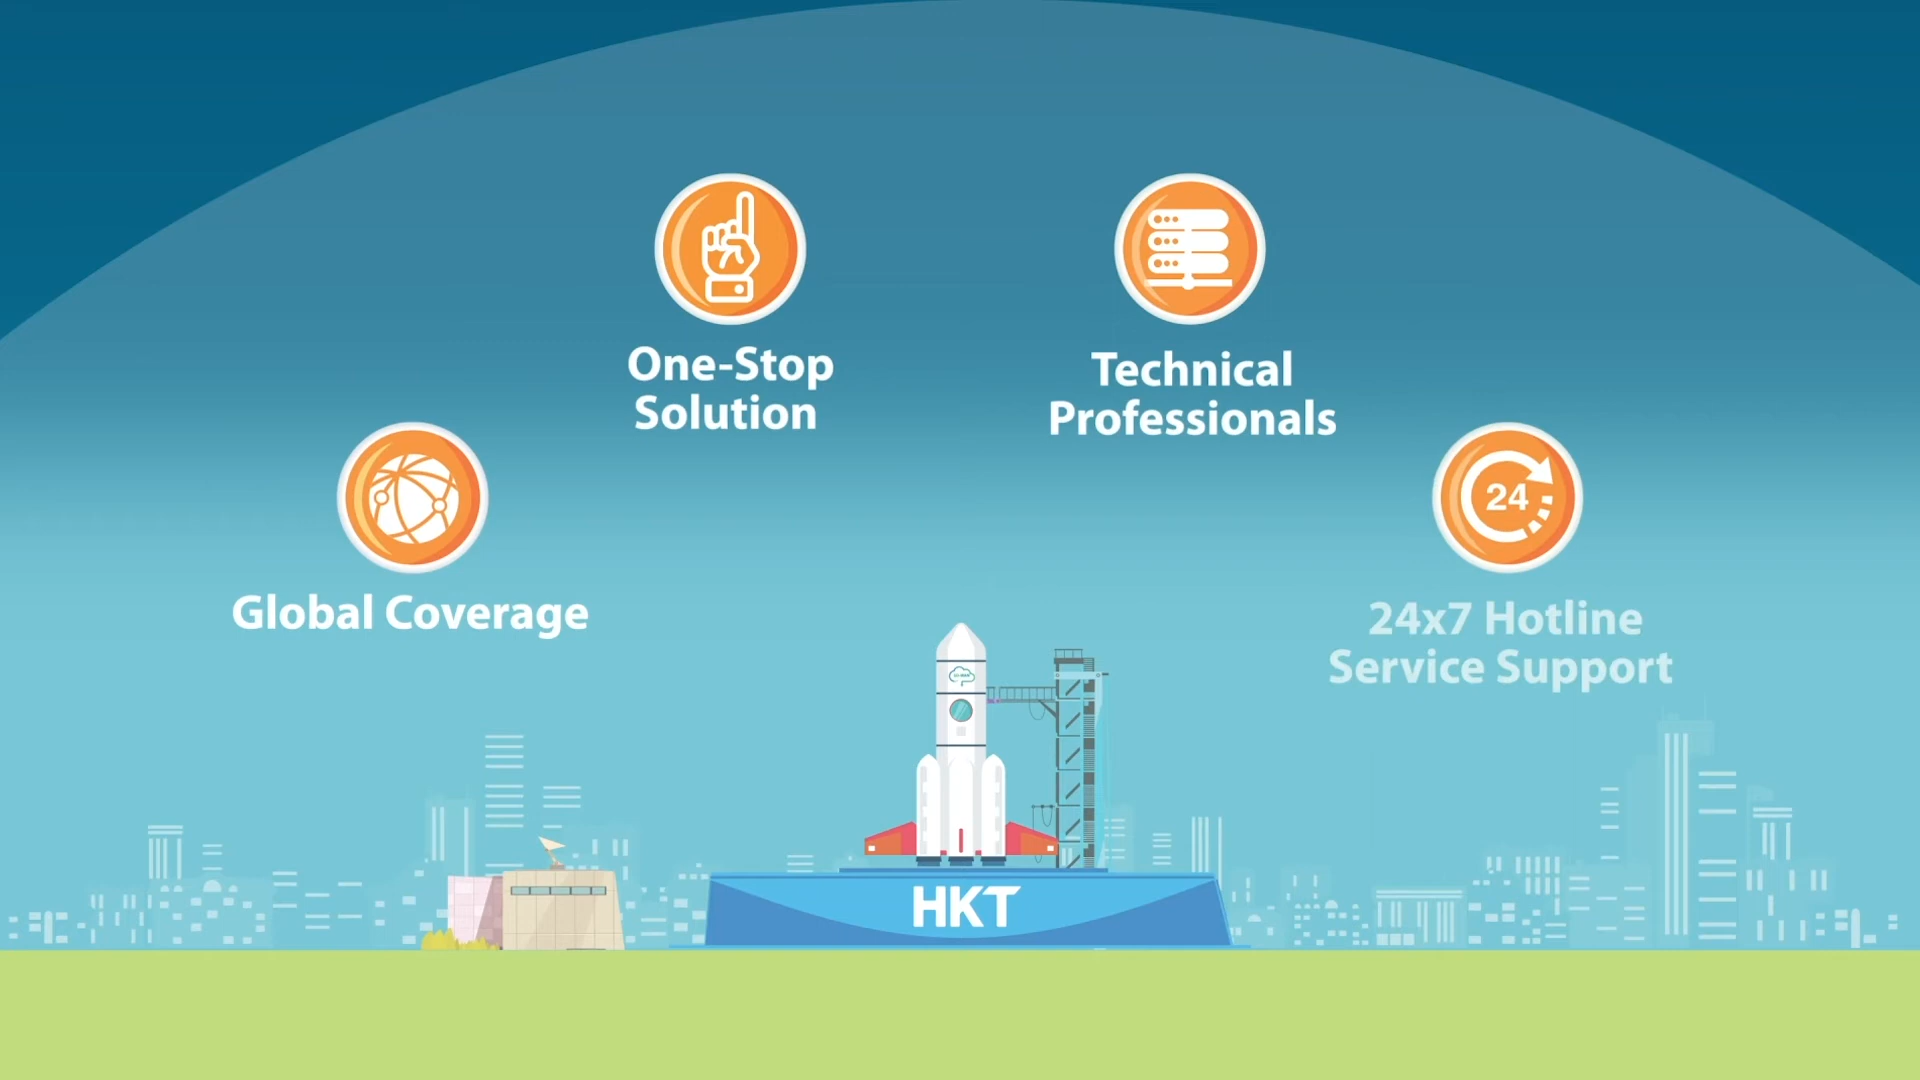 One-Stop
Solution
Technical
Professionals
Global Coverage
24
24x7 Hotline
Service Support
HKT